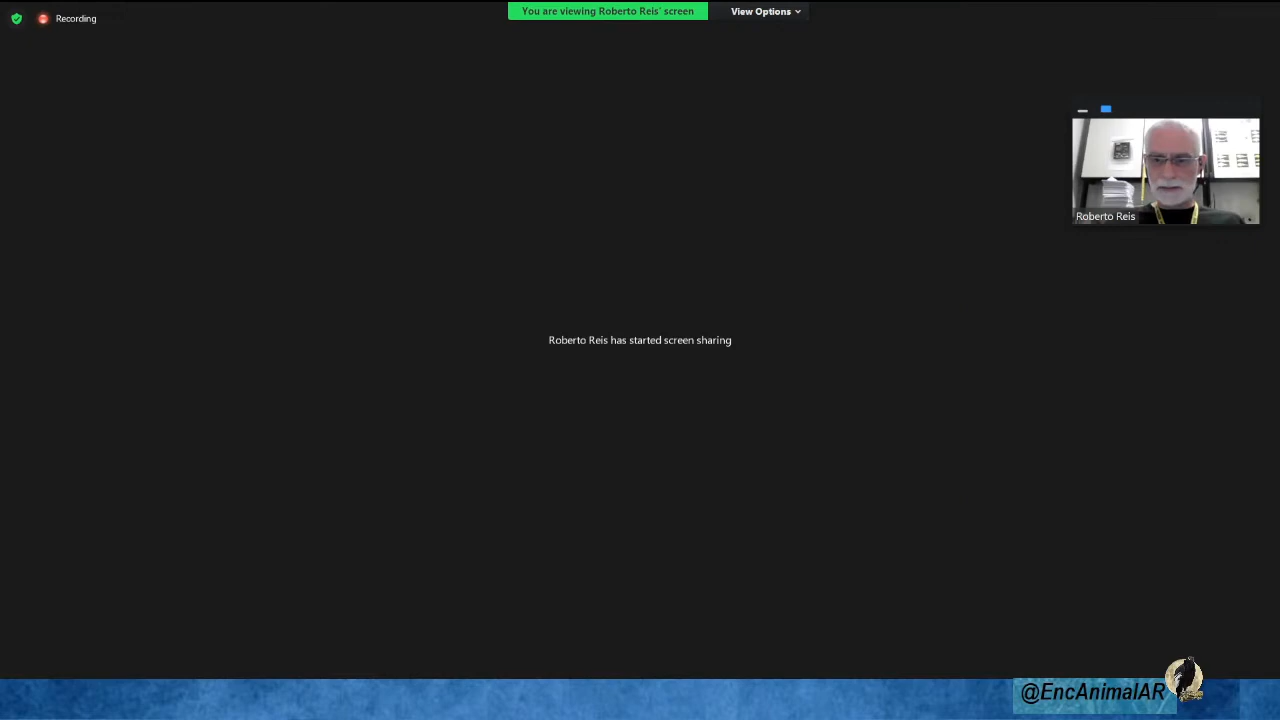 Recording
You are viewing Roberto Reis' screen
View Options
Roberto Reis
Roberto Reis has started screen sharing
@EncAnimalAR